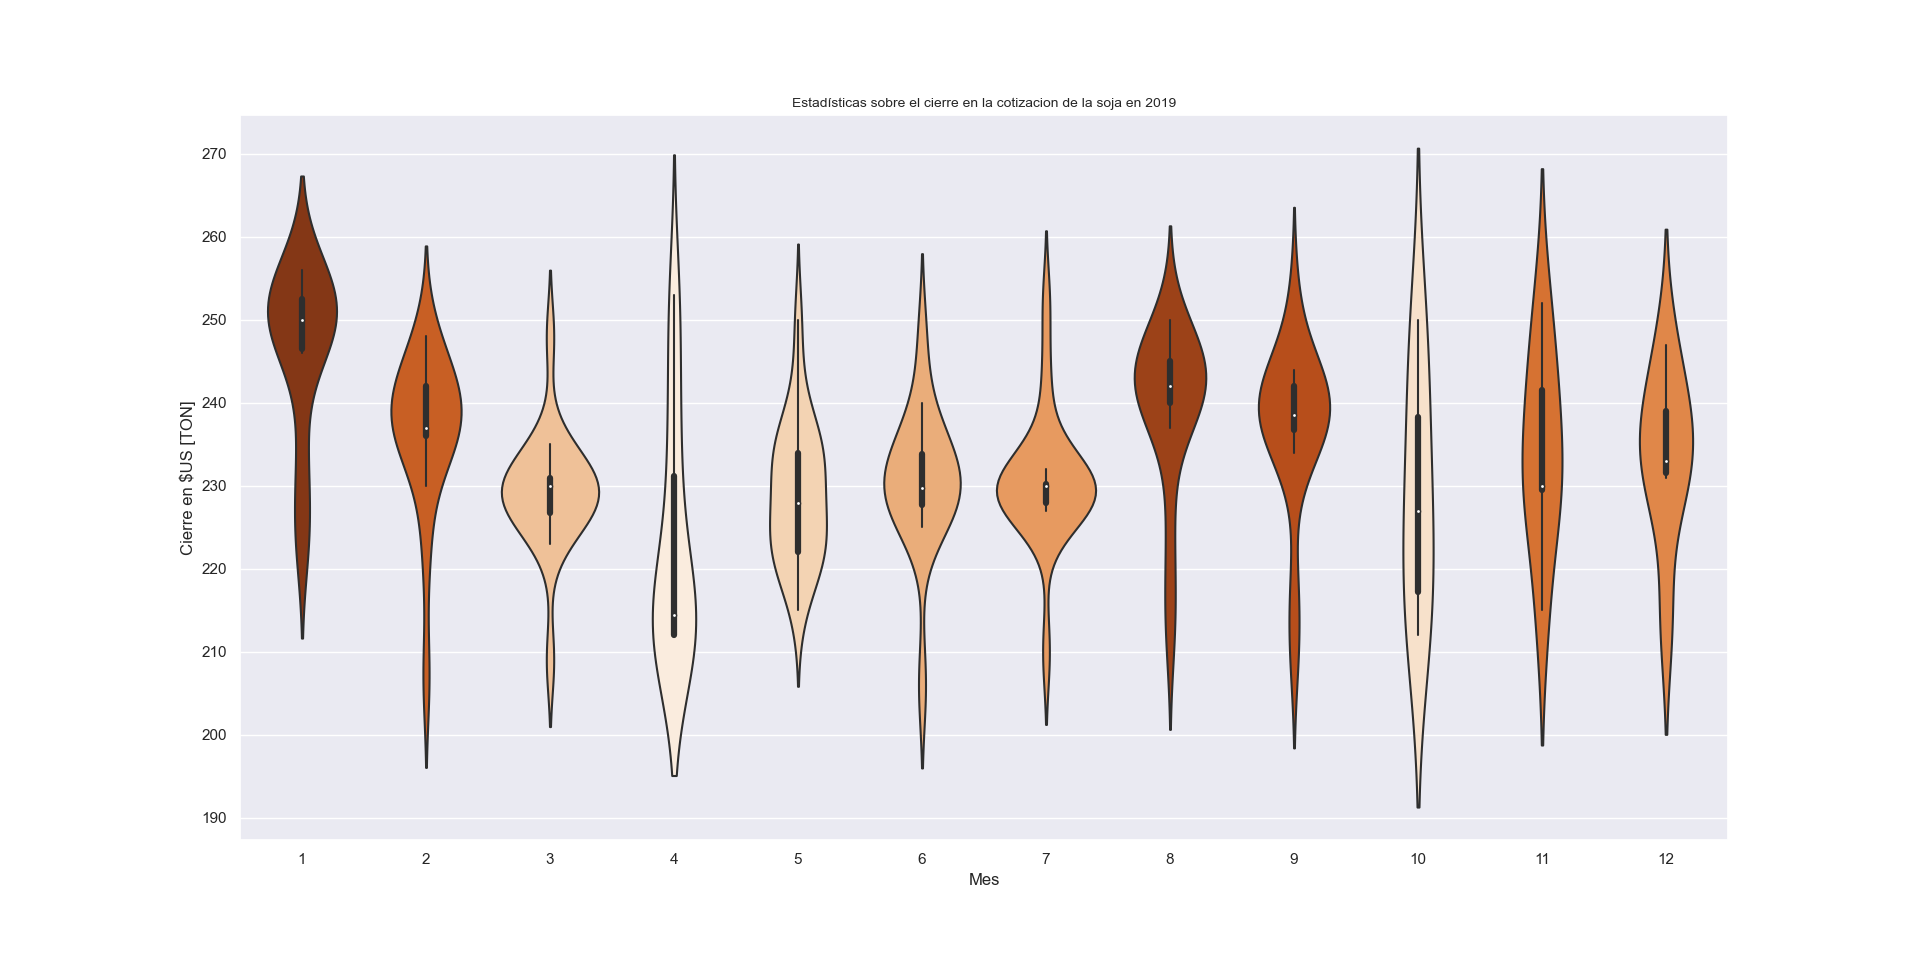 Estadísticas sobre el cierre en la cotizacion de la soja en 2019
270
260
250
240
230
220
210
200
190
Cierre en $US [TON]
1 2 3 4 5 6 7 8 9 10 11 12
Mes